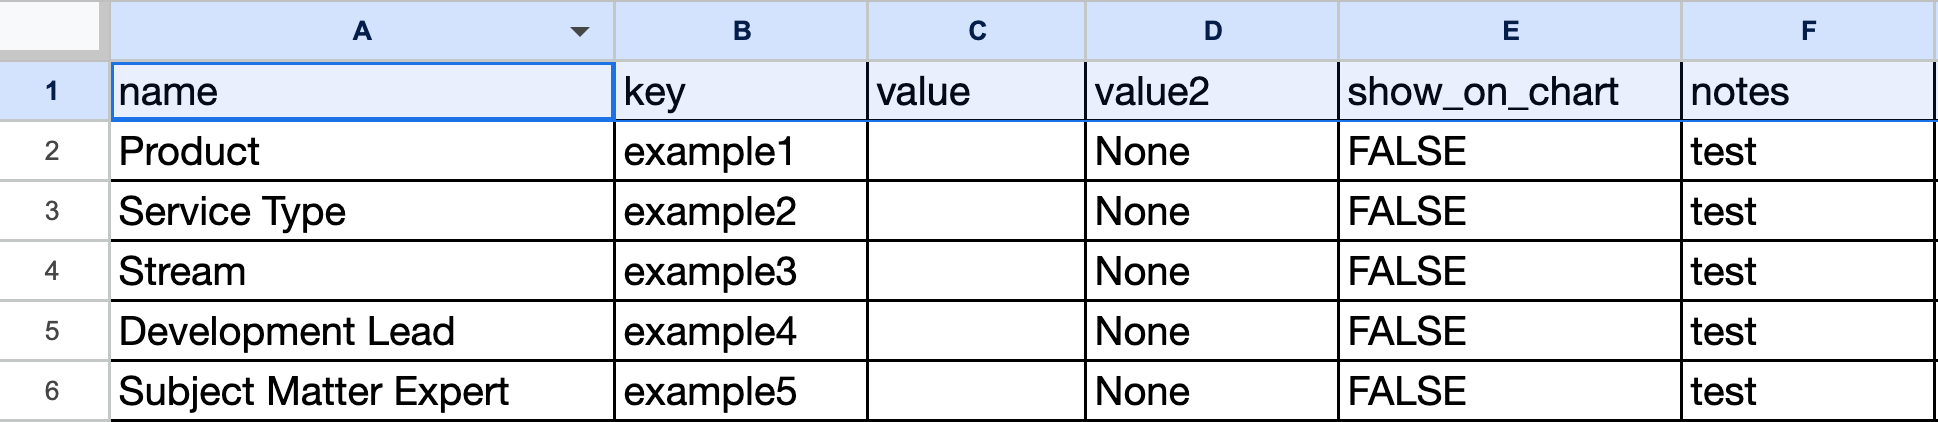 A B C D E F
1 name key value value2 show_on_chart notes
2 Product example1 None FALSE test
3 Service Type example2 None FALSE test
4 Stream example3 None FALSE test
5 Development Lead example4 None FALSE test
6 Subject Matter Expert example5 None FALSE test